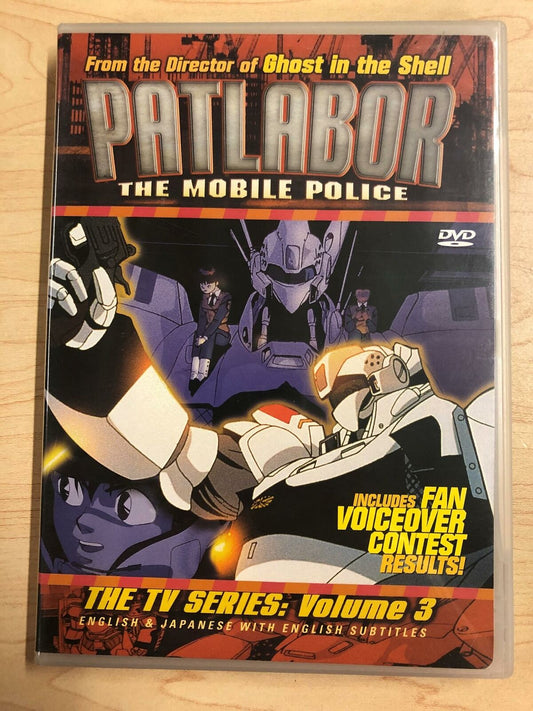 From the Director of Ghost in the Shell
PATLABOR
THE MOBILE POLICE
DVD
INCLUDES FAN
VOICEOVER
CONTEST
RESULTS!
THE TV SERIES: Volume 3
ENGLISH & JAPANESE WITH ENGLISH SUBTITLES